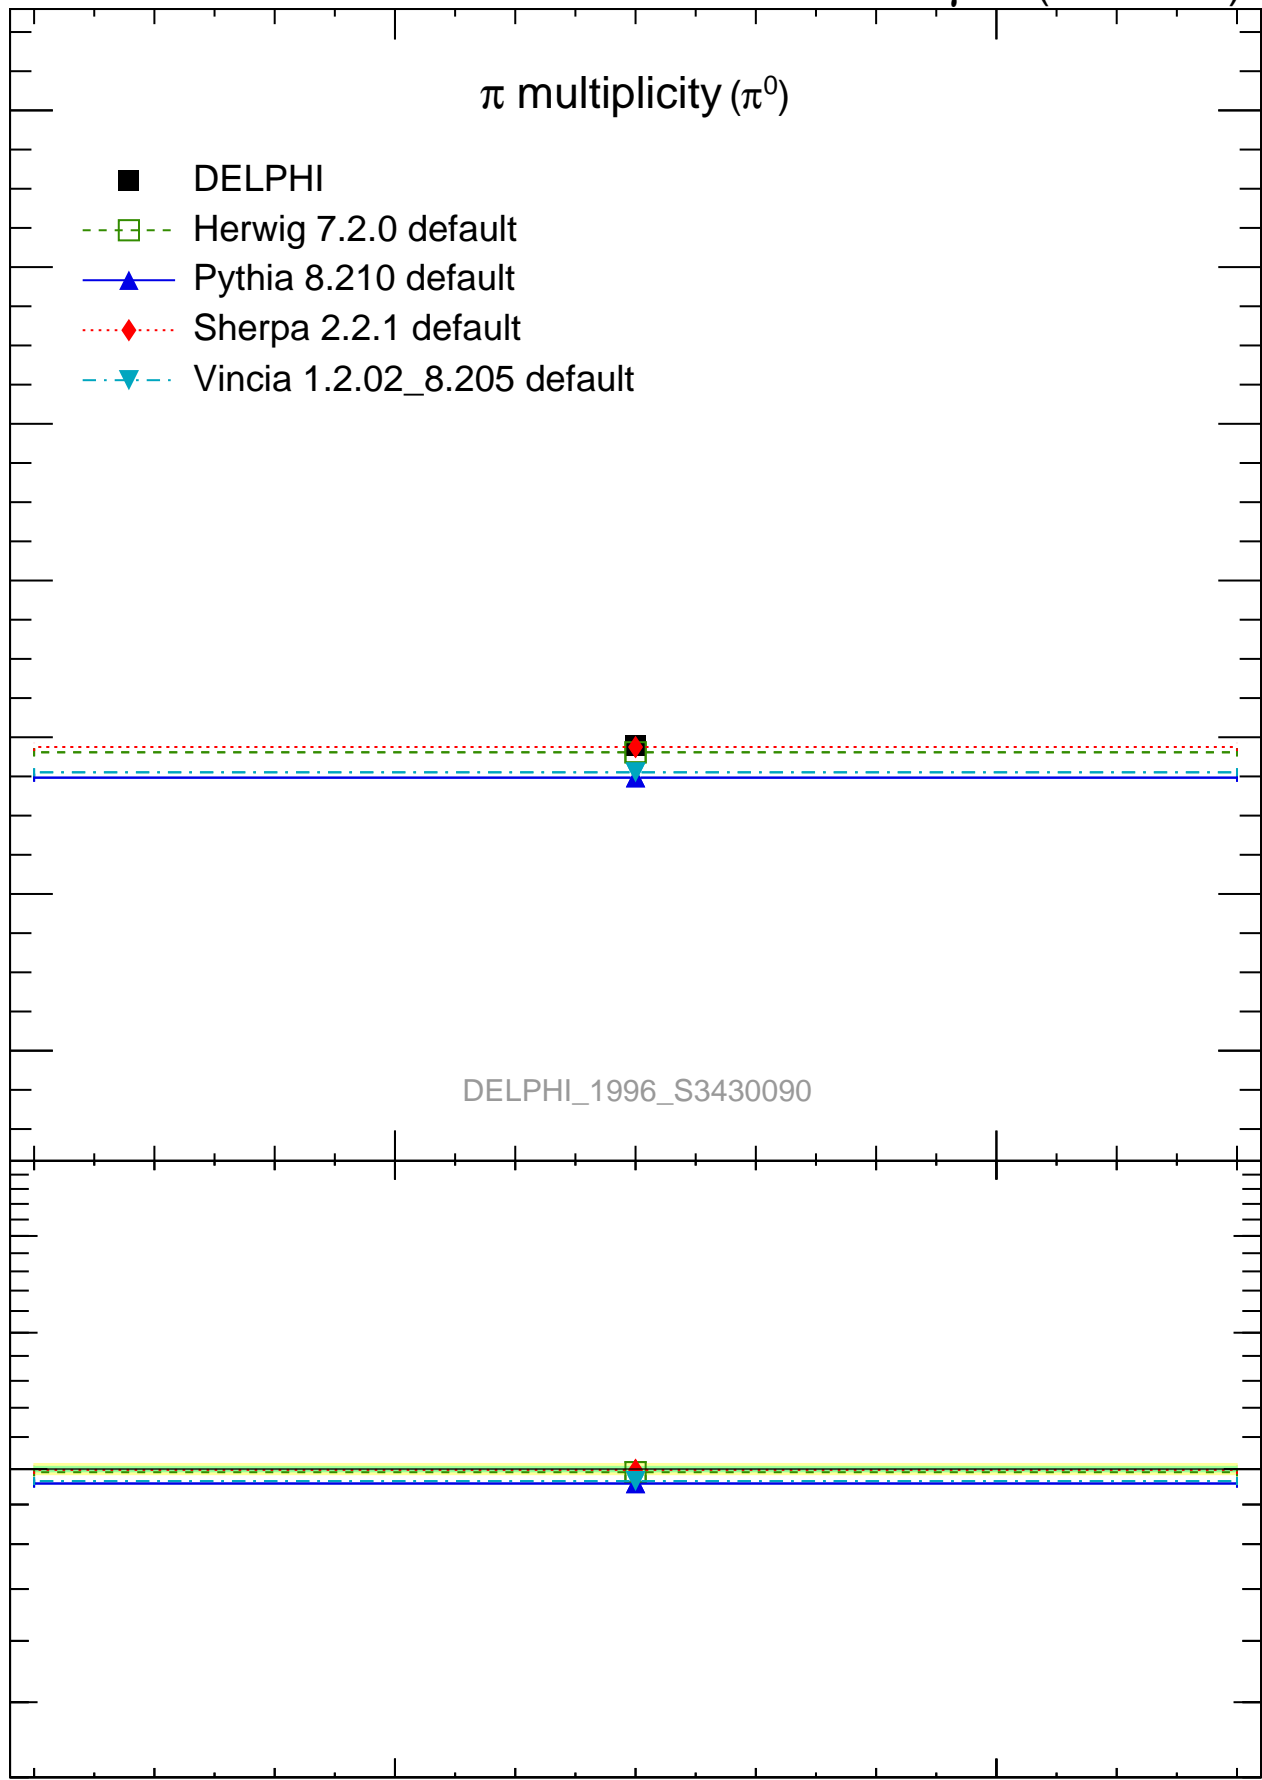 π multiplicity (π⁰)
DELPHI
Herwig 7.2.0 default
Pythia 8.210 default
Sherpa 2.2.1 default
Vincia 1.2.02_8.205 default
DELPHI_1996_S3430090